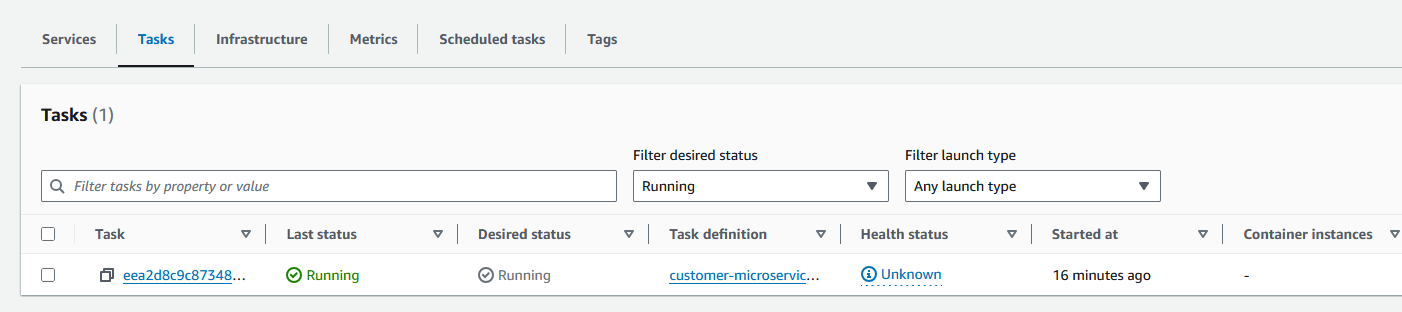 Services Tasks Infrastructure Metrics Scheduled tasks Tags
Tasks (1)
Filter desired status Filter launch type
Filter tasks by property or value Running Any launch type
Task Last status Desired status Task definition Health status Started at Container instances
eea2d8c9c87348... Running Running customer-microservic... Unknown 16 minutes ago -